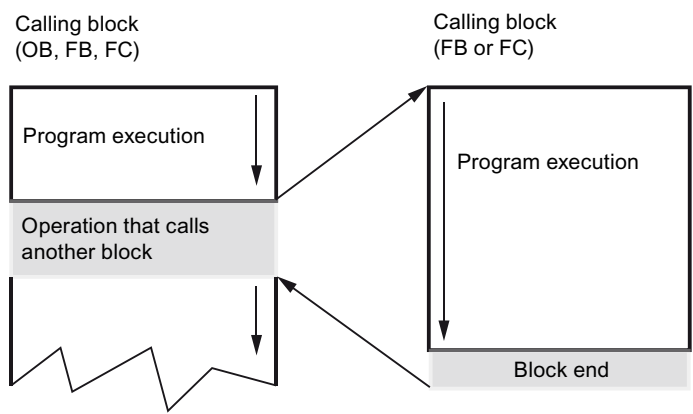 Calling block
(OB, FB, FC)
Calling block
(FB or FC)
Program execution
Program execution
Operation that calls
another block
Block end